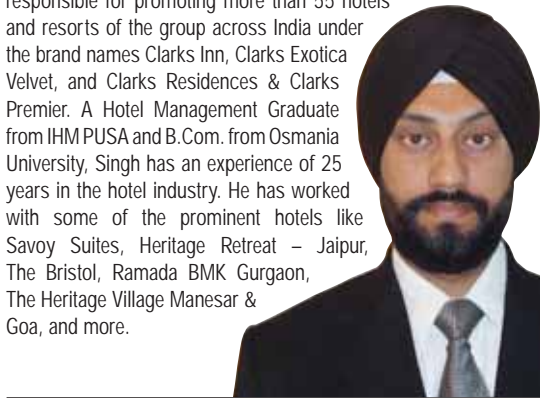 responsible for promoting more than 55 hotels
and resorts of the group across India under
the brand names Clarks Inn, Clarks Exotica
Velvet, and Clarks Residences & Clarks
Premier. A Hotel Management Graduate
from IHM PUSA and B.Com. from Osmania
University, Singh has an experience of 25
years in the hotel industry. He has worked
with some of the prominent hotels like
Savoy Suites, Heritage Retreat – Jaipur,
The Bristol, Ramada BMK Gurgaon,
The Heritage Village Manesar &
Goa, and more.